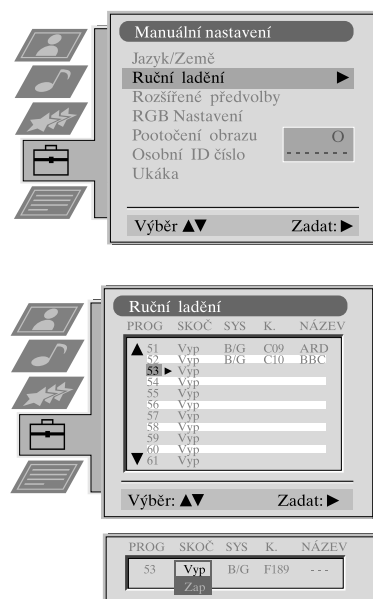 Manuální nastavení
Jazyk/Země
Ruční ladění ▶
Rozšířené předvolby
RGB Nastavení
Pootočení obrazu O
Osobní ID číslo - - - - - - -
Ukáka
Výběr ▲▼ Zadat: ▶
Ruční ladění
PROG SKOČ SYS K. NÁZEV
▲ 51 Vyp B/G C09 ARD
52 Vyp B/G C10 BBC
53 ▶ Vyp
54 Vyp
55 Vyp
56 Vyp
57 Vyp
58 Vyp
59 Vyp
60 Vyp
▼ 61 Vyp
Výběr: ▲▼ Zadat: ▶
PROG SKOČ SYS K. NÁZEV
53 Vyp B/G F189 - - -
Zap